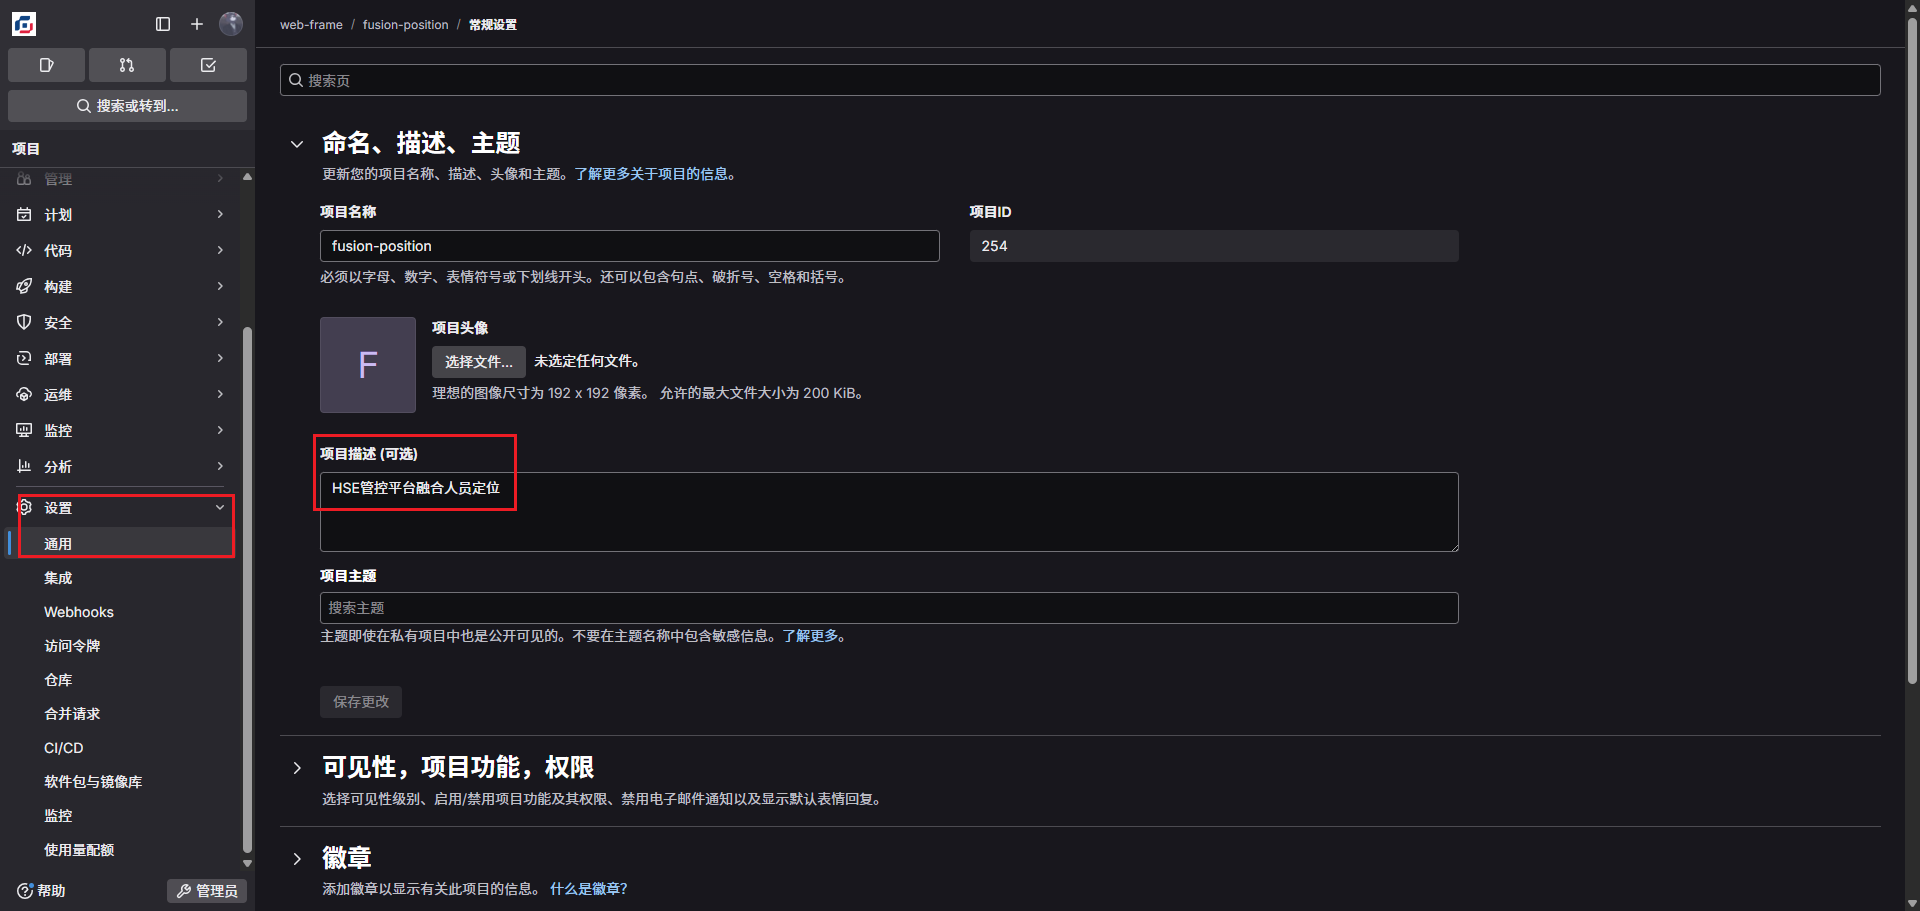 搜索或转到...
项目
管理
计划
代码
构建
安全
部署
运维
监控
分析
设置
通用
集成
Webhooks
访问令牌
仓库
合并请求
CI/CD
软件包与镜像库
监控
使用量配额
帮助
管理员
web-frame / fusion-position / 常规设置
搜索页
命名、描述、主题
更新您的项目名称、描述、头像和主题。了解更多关于项目的信息。
项目名称
fusion-position
必须以字母、数字、表情符号或下划线开头。还可以包含句点、破折号、空格和括号。
项目ID
254
F
项目头像
选择文件... 未选定任何文件。
理想的图像尺寸为 192 x 192 像素。 允许的最大文件大小为 200 KiB。
项目描述 (可选)
HSE管控平台融合人员定位
项目主题
搜索主题
主题即使在私有项目中也是公开可见的。不要在主题名称中包含敏感信息。了解更多。
保存更改
可见性，项目功能，权限
选择可见性级别、启用/禁用项目功能及其权限、禁用电子邮件通知以及显示默认表情回复。
徽章
添加徽章以显示有关此项目的信息。 什么是徽章？